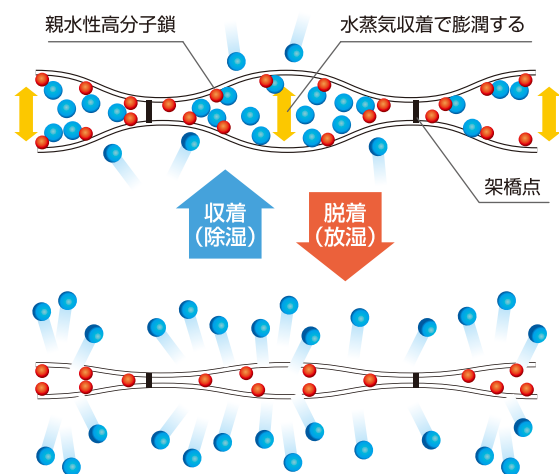 親水性高分子鎖
水蒸気収着で膨潤する
架橋点
収着
（除湿）
脱着
（放湿）